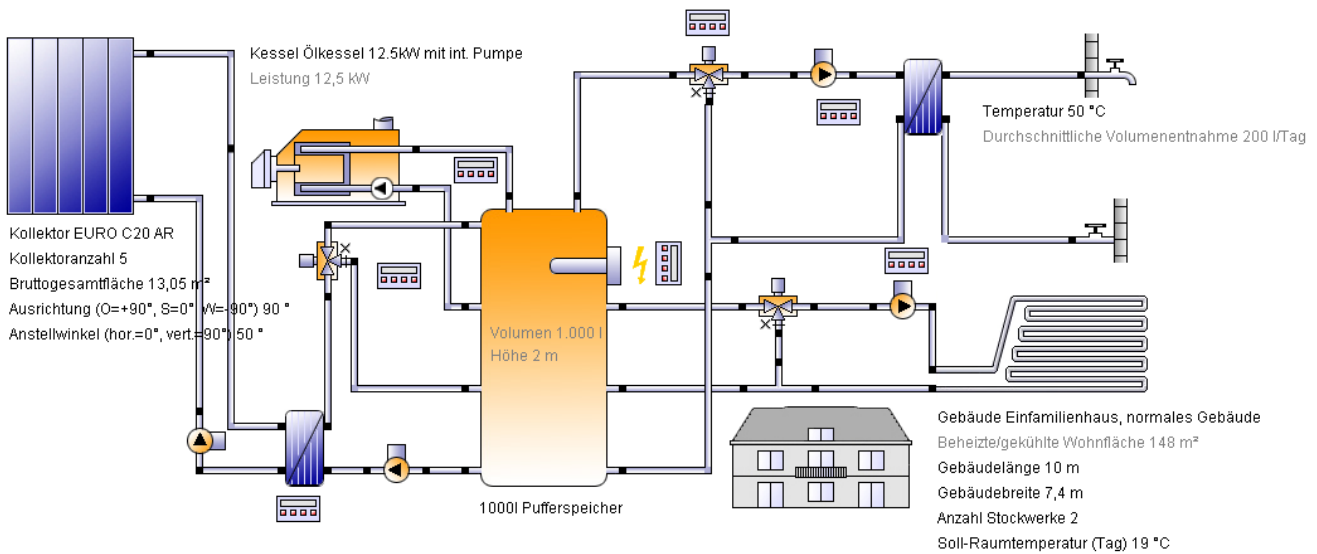 Kessel Ölkessel 12.5kW mit int. Pumpe
Leistung 12,5 kW
Temperatur 50 °C
Durchschnittliche Volumenentnahme 200 l/Tag
Kollektor EURO C20 AR
Kollektoranzahl 5
Bruttogesamtfläche 13,05 m²
Ausrichtung (O=+90°, S=0°, W=-90°) 90 °
Anstellwinkel (hor.=0°, vert.=90°) 50 °
Volumen 1.000 l
Höhe 2 m
1000l Pufferspeicher
Gebäude Einfamilienhaus, normales Gebäude
Beheizte/gekühlte Wohnfläche 148 m²
Gebäudelänge 10 m
Gebäudebreite 7,4 m
Anzahl Stockwerke 2
Soll-Raumtemperatur (Tag) 19 °C